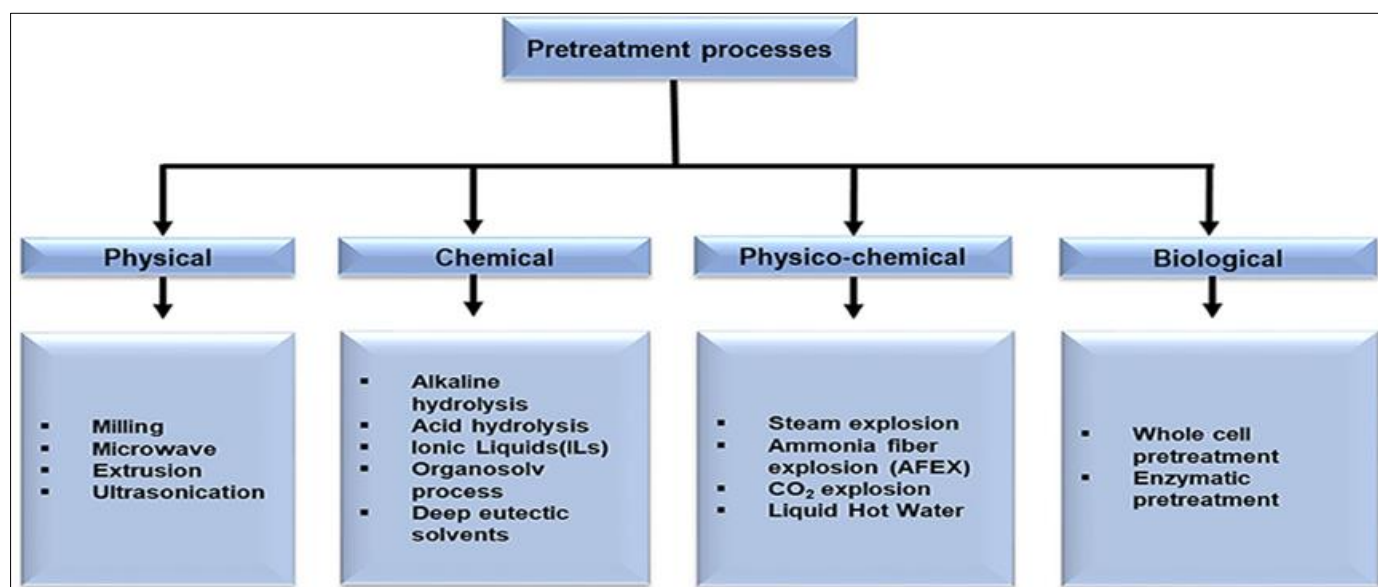 Pretreatment processes
Physical
Chemical
Physico-chemical
Biological
▪ Milling
▪ Microwave
▪ Extrusion
▪ Ultrasonication
▪ Alkaline
hydrolysis
▪ Acid hydrolysis
▪ Ionic Liquids(ILs)
▪ Organosolv
process
▪ Deep eutectic
solvents
▪ Steam explosion
▪ Ammonia fiber
explosion (AFEX)
▪ CO₂ explosion
▪ Liquid Hot Water
▪ Whole cell
pretreatment
▪ Enzymatic
pretreatment